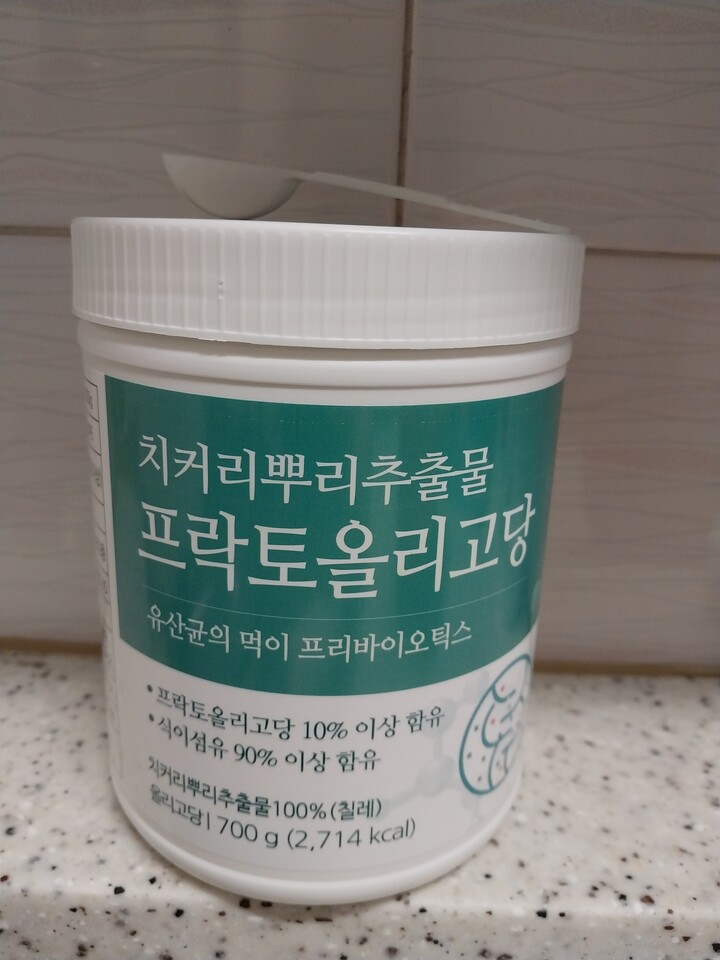 치커리뿌리추출물
프락토올리고당
유산균의 먹이 프리바이오틱스
• 프락토올리고당 10% 이상 함유
• 식이섬유 90% 이상 함유
치커리뿌리추출물100%(칠레)
올리고당 | 700 g (2,714 kcal)